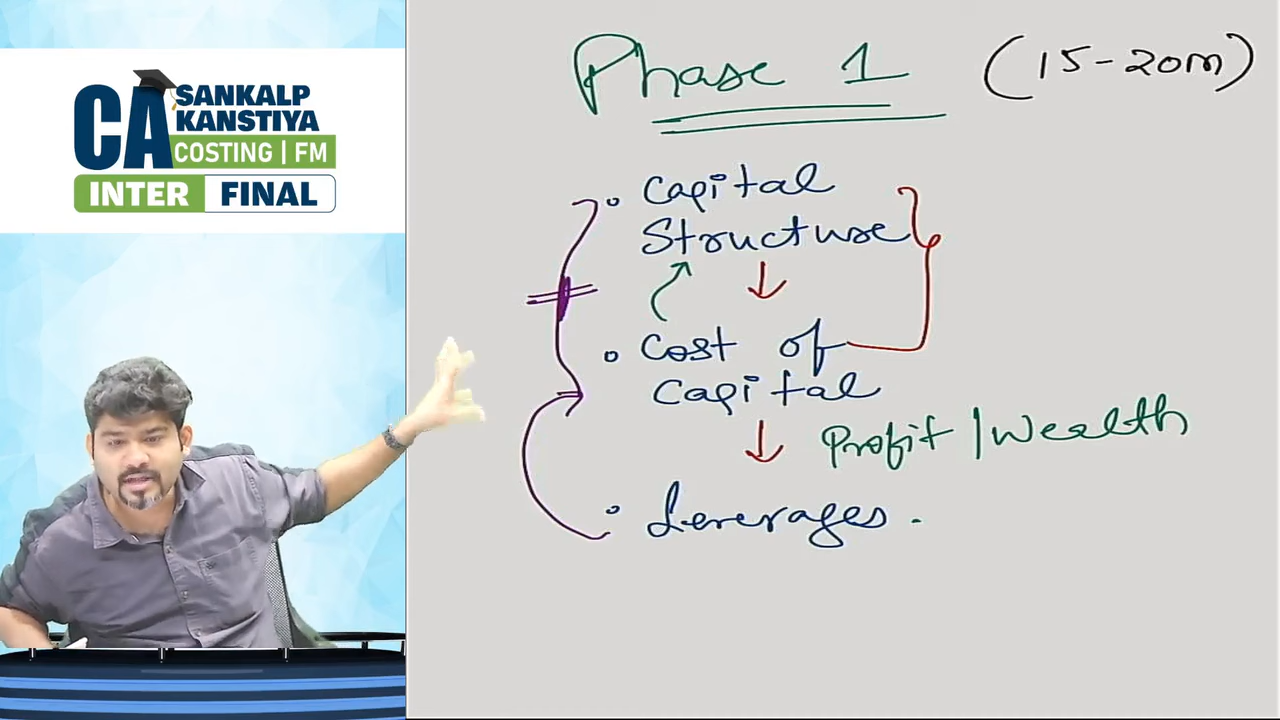 CA SANKALP
KANSTIYA
COSTING | FM
INTER FINAL
Phase 1 (15-20m)
• Capital
Structure
• Cost of
Capital
Profit / Wealth
• Leverages.